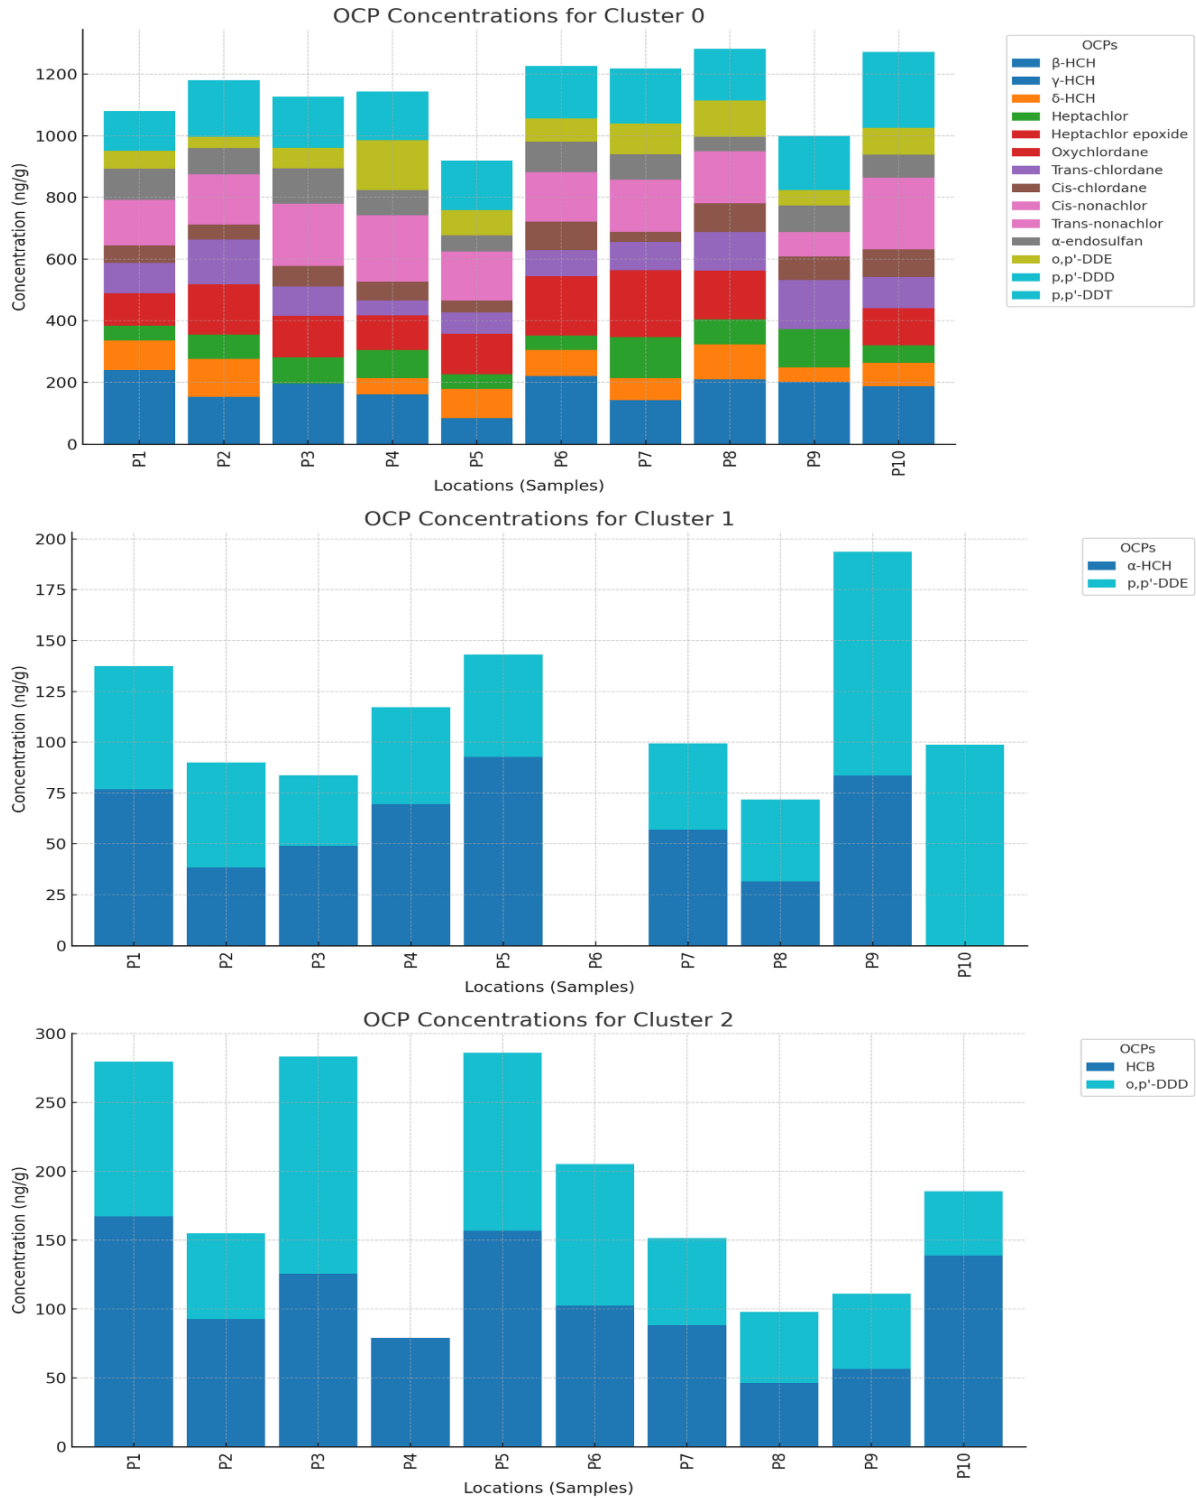 OCP Concentrations for Cluster 0
Concentration (ng/g)
1200
1000
800
600
400
200
0
P1 P2 P3 P4 P5 P6 P7 P8 P9 P10
Locations (Samples)
OCPs
β-HCH
γ-HCH
δ-HCH
Heptachlor
Heptachlor epoxide
Oxychlordane
Trans-chlordane
Cis-chlordane
Cis-nonachlor
Trans-nonachlor
α-endosulfan
o,p'-DDE
p,p'-DDD
p,p'-DDT
OCP Concentrations for Cluster 1
Concentration (ng/g)
200
175
150
125
100
75
50
25
0
P1 P2 P3 P4 P5 P6 P7 P8 P9 P10
Locations (Samples)
OCPs
α-HCH
p,p'-DDE
OCP Concentrations for Cluster 2
Concentration (ng/g)
300
250
200
150
100
50
0
P1 P2 P3 P4 P5 P6 P7 P8 P9 P10
Locations (Samples)
OCPs
HCB
o,p'-DDD